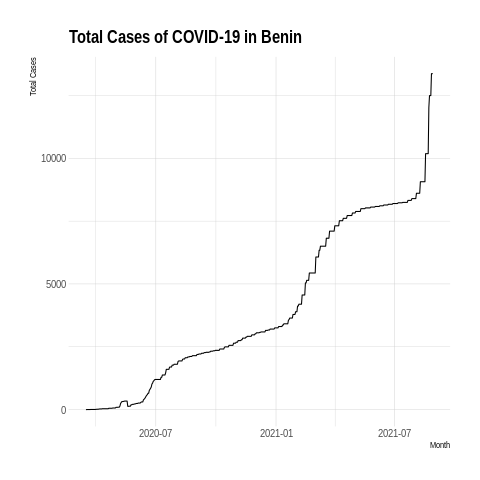 Total Cases of COVID-19 in Benin
Total Cases
10000
5000
0
2020-07
2021-01
2021-07
Month